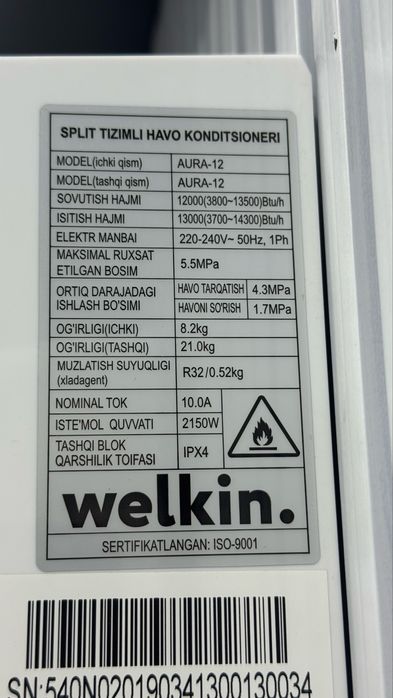 SPLIT TIZIMLI HAVO KONDITSIONERI
MODEL(ichki qism) AURA-12
MODEL(tashqi qism) AURA-12
SOVUTISH HAJMI 12000(3800~13500)Btu/h
ISITISH HAJMI 13000(3700~14300)Btu/h
ELEKTR MANBAI 220-240V~ 50Hz, 1Ph
MAKSIMAL RUXSAT
ETILGAN BOSIM 5.5MPa
ORTIQ DARAJADAGI
ISHLASH BO'SIMI
HAVO TARQATISH 4.3MPa
HAVONI SO'RISH 1.7MPa
OG'IRLIGI(ICHKI) 8.2kg
OG'IRLIGI(TASHQI) 21.0kg
MUZLATISH SUYUQLIGI
(xladagent) R32/0.52kg
NOMINAL TOK 10.0A
ISTE'MOL QUVVATI 2150W
TASHQI BLOK
QARSHILIK TOIFASI IPX4
welkin.
SERTIFIKATLANGAN: ISO-9001
SN:540N020190341300130034